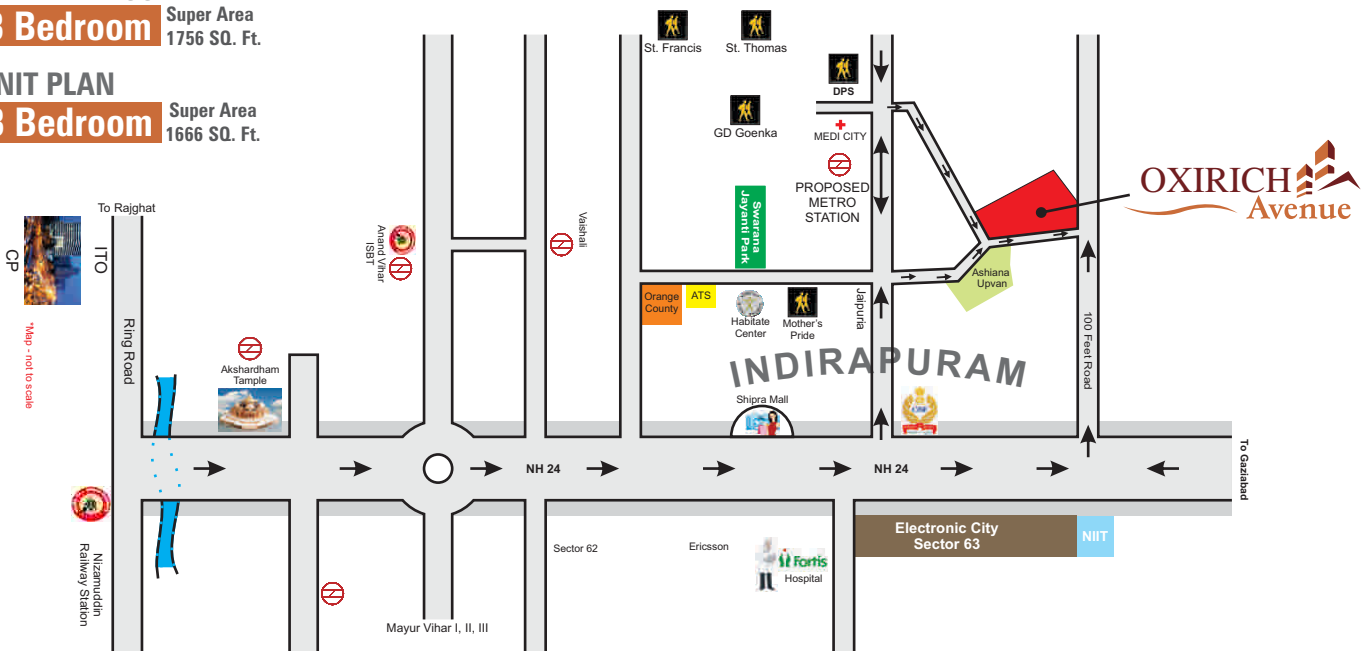 3 Bedroom
Super Area
1756 SQ. Ft.
NIT PLAN
3 Bedroom
Super Area
1666 SQ. Ft.
St. Francis
St. Thomas
DPS
GD Goenka
MEDI CITY
PROPOSED
METRO
STATION
OXIRICH
Avenue
To Rajghat
CP
ITO
Anand Vihar
ISBT
Vaishali
Swarana
Jayanti Park
Ashiana
Upvan
Orange
County
ATS
Habitate
Center
Mother's
Pride
Jaipuria
*Map - not to scale
Ring Road
Akshardham
Tample
INDIRAPURAM
100 Feet Road
Shipra Mall
NH 24
NH 24
To Gaziabad
Nizamuddin
Railway Station
Sector 62
Ericsson
Fortis
Hospital
Electronic City
Sector 63
NIIT
Mayur Vihar I, II, III